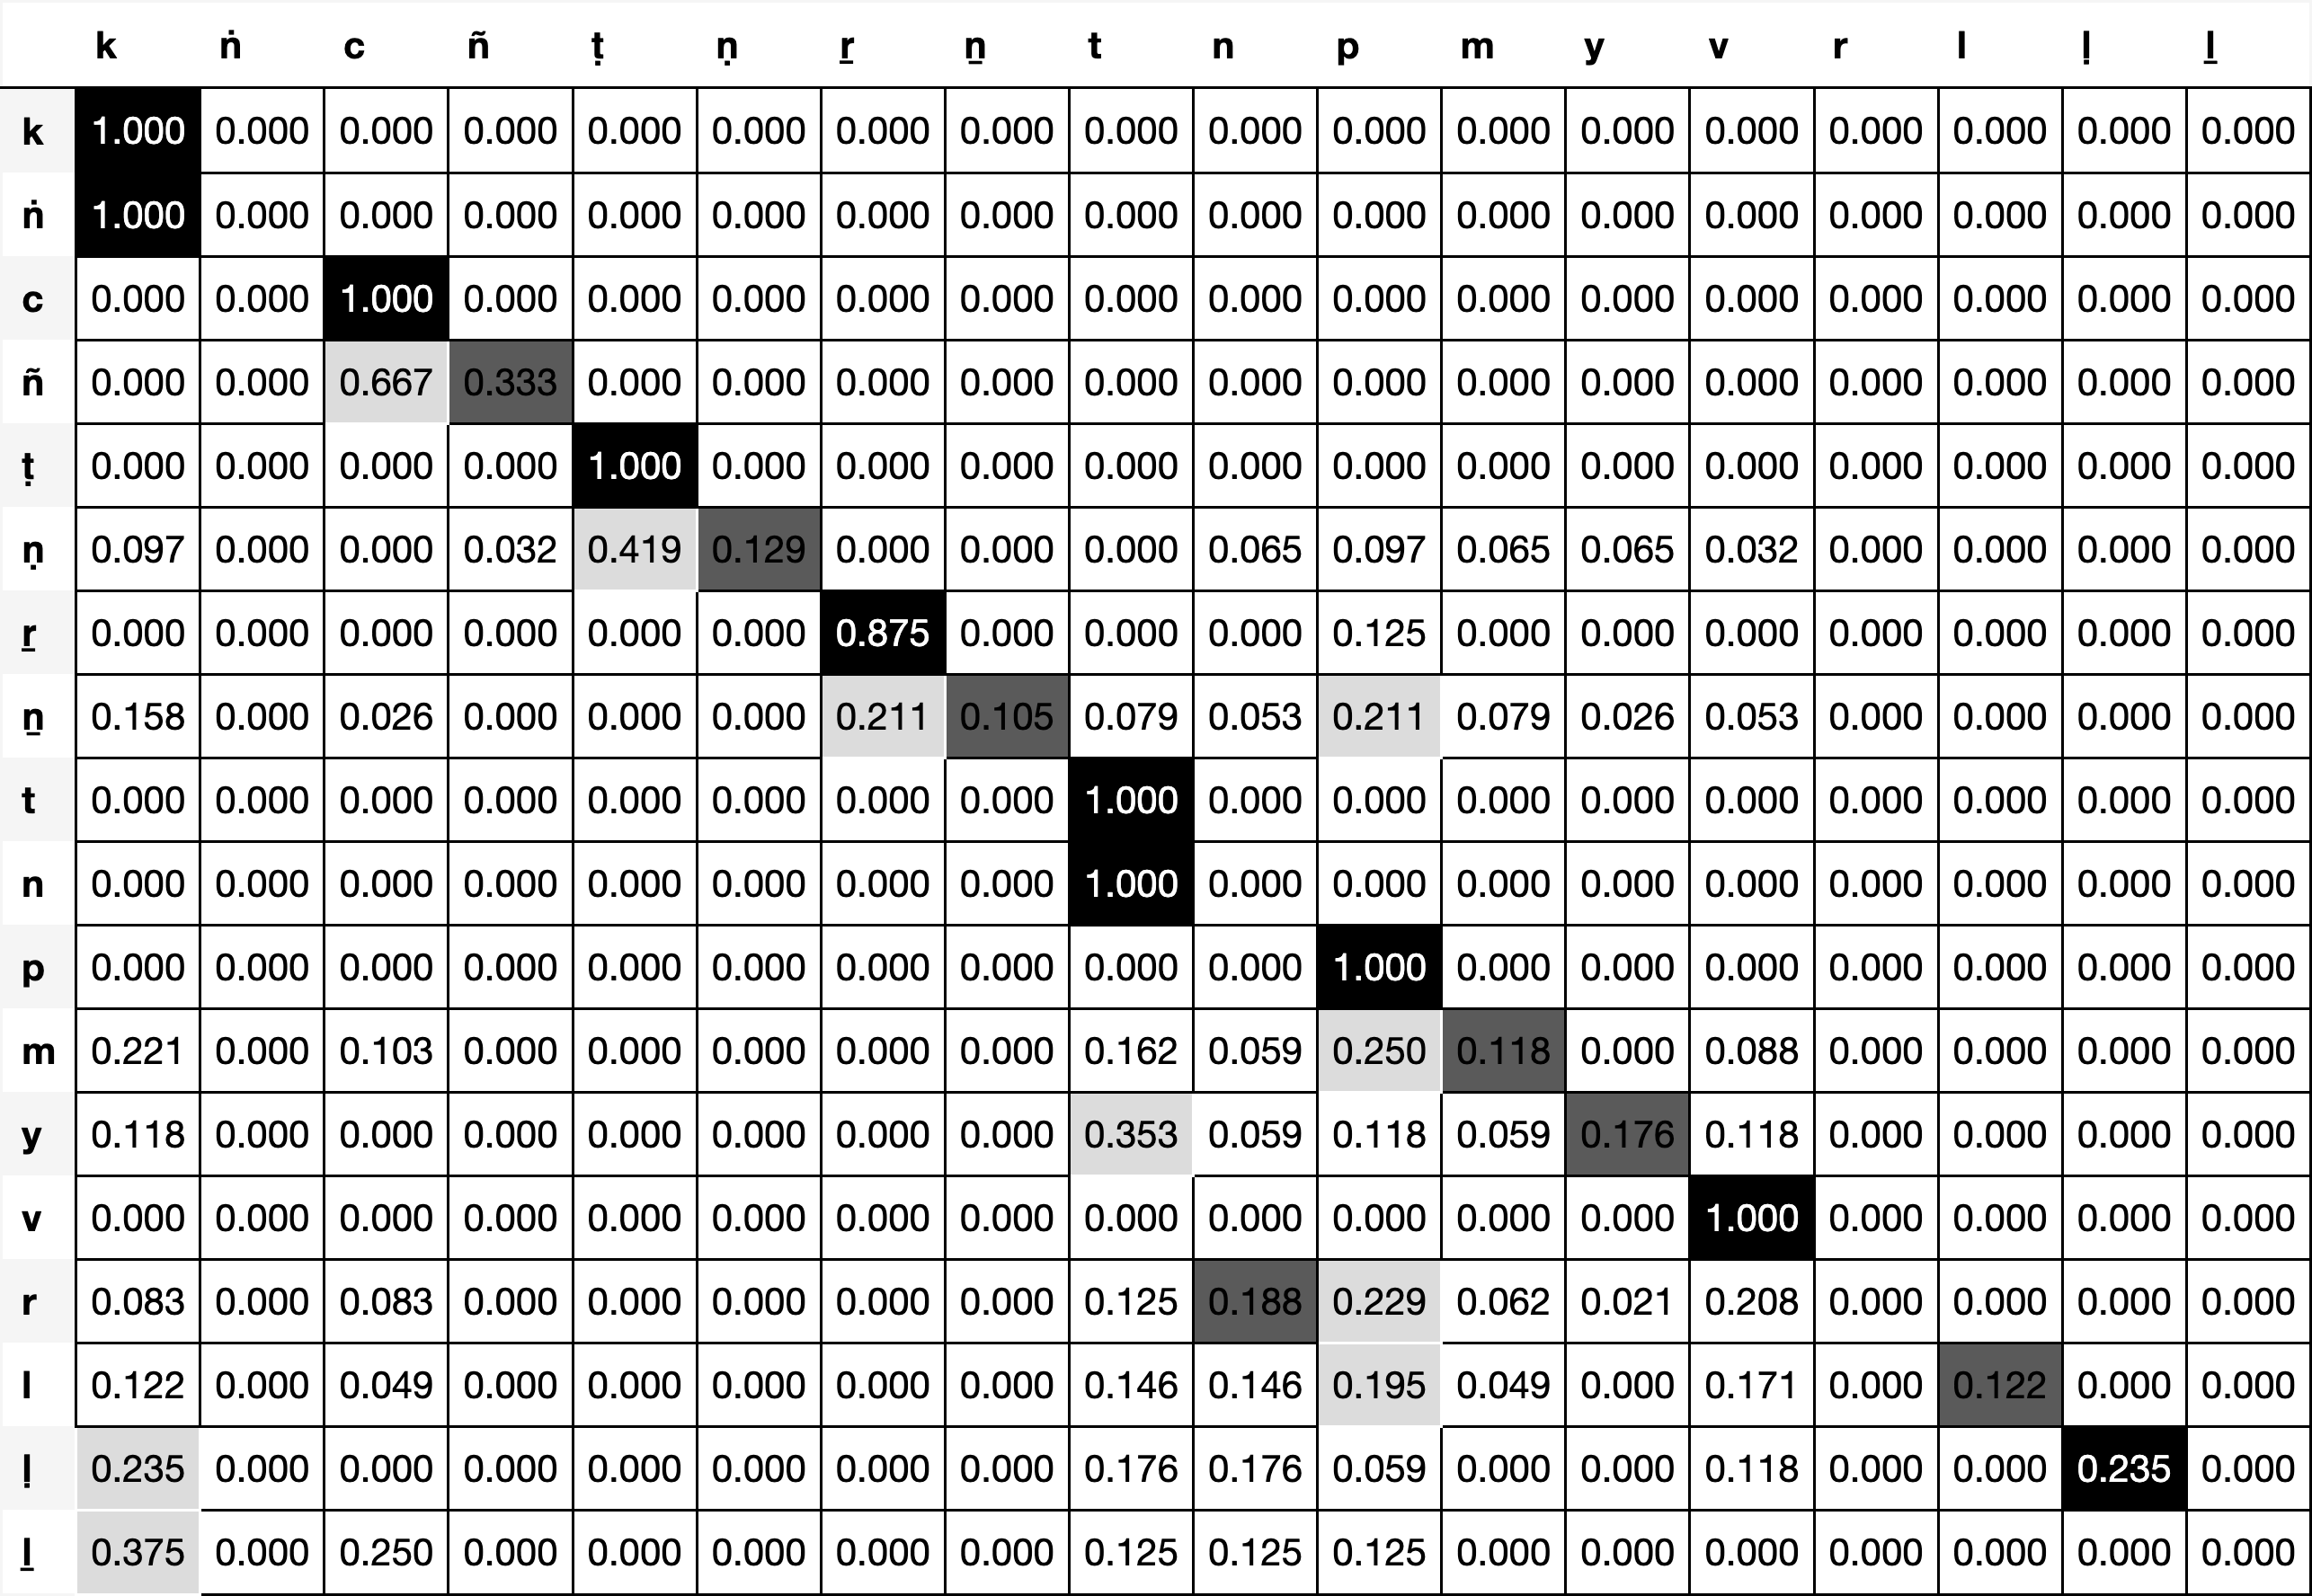 k ṅ c ñ ṭ ṇ ṟ ṉ t n p m y v r l ḷ ḻ
k 1.000 0.000 0.000 0.000 0.000 0.000 0.000 0.000 0.000 0.000 0.000 0.000 0.000 0.000 0.000 0.000 0.000 0.000
ṅ 1.000 0.000 0.000 0.000 0.000 0.000 0.000 0.000 0.000 0.000 0.000 0.000 0.000 0.000 0.000 0.000 0.000 0.000
c 0.000 0.000 1.000 0.000 0.000 0.000 0.000 0.000 0.000 0.000 0.000 0.000 0.000 0.000 0.000 0.000 0.000 0.000
ñ 0.000 0.000 0.667 0.333 0.000 0.000 0.000 0.000 0.000 0.000 0.000 0.000 0.000 0.000 0.000 0.000 0.000 0.000
ṭ 0.000 0.000 0.000 0.000 1.000 0.000 0.000 0.000 0.000 0.000 0.000 0.000 0.000 0.000 0.000 0.000 0.000 0.000
ṇ 0.097 0.000 0.000 0.032 0.419 0.129 0.000 0.000 0.000 0.065 0.097 0.065 0.065 0.032 0.000 0.000 0.000 0.000
ṟ 0.000 0.000 0.000 0.000 0.000 0.000 0.875 0.000 0.000 0.000 0.125 0.000 0.000 0.000 0.000 0.000 0.000 0.000
ṉ 0.158 0.000 0.026 0.000 0.000 0.000 0.211 0.105 0.079 0.053 0.211 0.079 0.026 0.053 0.000 0.000 0.000 0.000
t 0.000 0.000 0.000 0.000 0.000 0.000 0.000 0.000 1.000 0.000 0.000 0.000 0.000 0.000 0.000 0.000 0.000 0.000
n 0.000 0.000 0.000 0.000 0.000 0.000 0.000 0.000 1.000 0.000 0.000 0.000 0.000 0.000 0.000 0.000 0.000 0.000
p 0.000 0.000 0.000 0.000 0.000 0.000 0.000 0.000 0.000 0.000 1.000 0.000 0.000 0.000 0.000 0.000 0.000 0.000
m 0.221 0.000 0.103 0.000 0.000 0.000 0.000 0.000 0.162 0.059 0.250 0.118 0.000 0.088 0.000 0.000 0.000 0.000
y 0.118 0.000 0.000 0.000 0.000 0.000 0.000 0.000 0.353 0.059 0.118 0.059 0.176 0.118 0.000 0.000 0.000 0.000
v 0.000 0.000 0.000 0.000 0.000 0.000 0.000 0.000 0.000 0.000 0.000 0.000 0.000 1.000 0.000 0.000 0.000 0.000
r 0.083 0.000 0.083 0.000 0.000 0.000 0.000 0.000 0.125 0.188 0.229 0.062 0.021 0.208 0.000 0.000 0.000 0.000
l 0.122 0.000 0.049 0.000 0.000 0.000 0.000 0.000 0.146 0.146 0.195 0.049 0.000 0.171 0.000 0.122 0.000 0.000
ḷ 0.235 0.000 0.000 0.000 0.000 0.000 0.000 0.000 0.176 0.176 0.059 0.000 0.000 0.118 0.000 0.000 0.235 0.000
ḻ 0.375 0.000 0.250 0.000 0.000 0.000 0.000 0.000 0.125 0.125 0.125 0.000 0.000 0.000 0.000 0.000 0.000 0.000